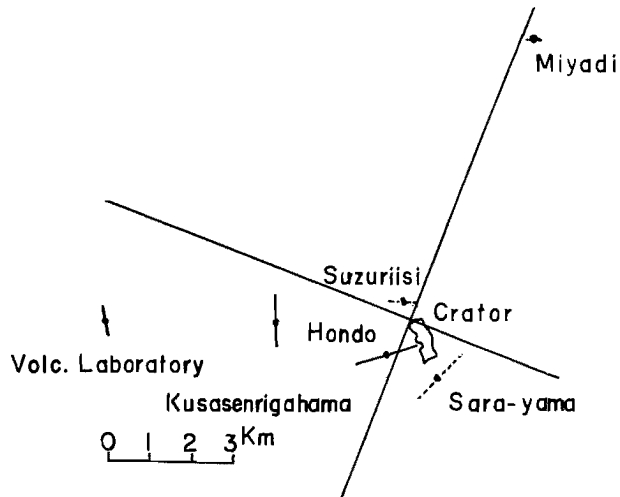 Miyadi
Suzuriisi
Crator
Hondo
Volc. Laboratory
Kusasenrigahama
Sara-yama
0 1 2 3 Km